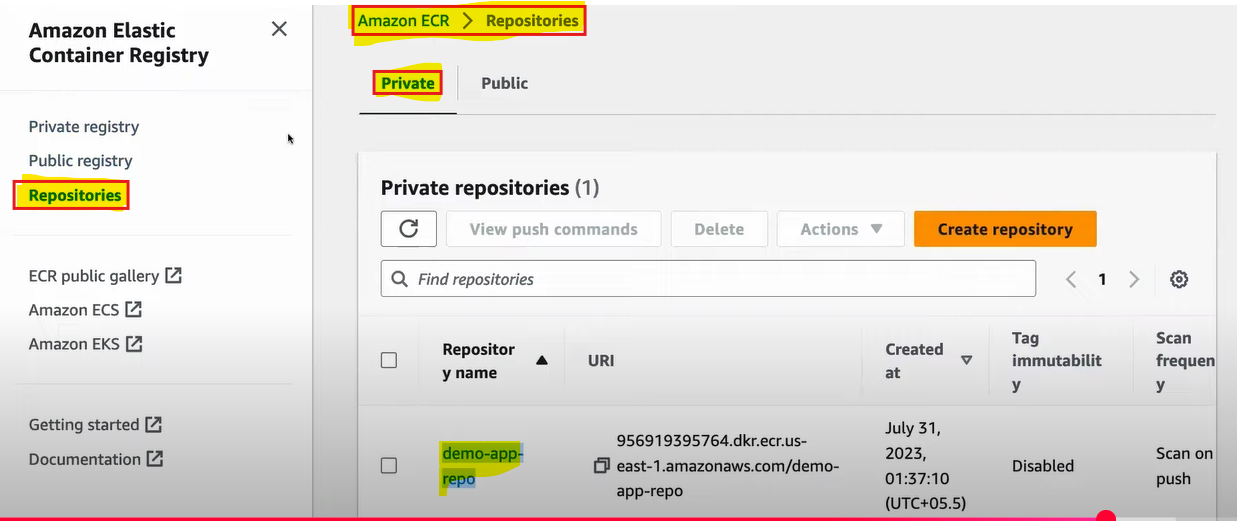 Amazon Elastic
Container Registry
Private registry
Public registry
Repositories
ECR public gallery
Amazon ECS
Amazon EKS
Getting started
Documentation
Amazon ECR > Repositories
Private
Public
Private repositories (1)
View push commands
Delete
Actions
Create repository
Find repositories
1
Repositor
y name
URI
Created
at
Tag
immutabilit
y
Scan
frequen
y
demo-app-
repo
956919395764.dkr.ecr.us-
east-1.amazonaws.com/demo-
app-repo
July 31,
2023,
01:37:10
(UTC+05.5)
Disabled
Scan on
push